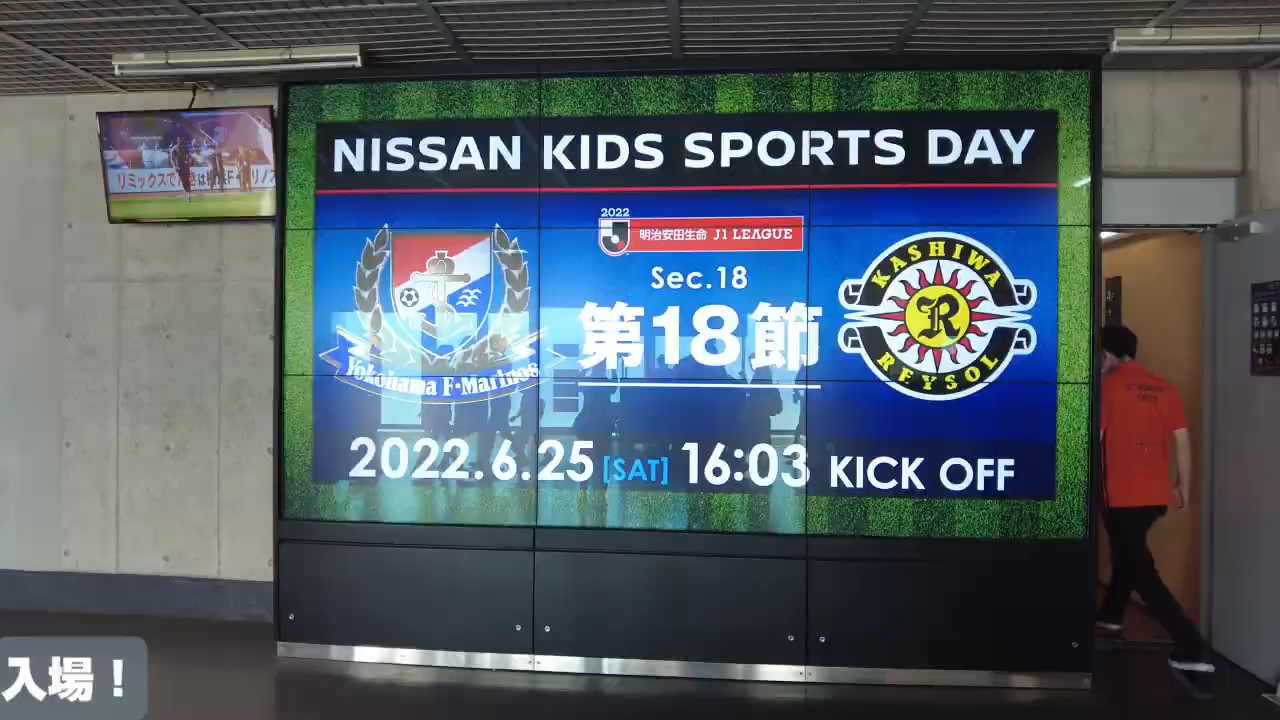 NISSAN KIDS SPORTS DAY
2022
明治安田生命 J1 LEAGUE
Sec.18
第18節
Yokohama F•Marinos
KASHIWA
R
REYSOL
2022.6.25 [SAT] 16:03 KICK OFF
入場！